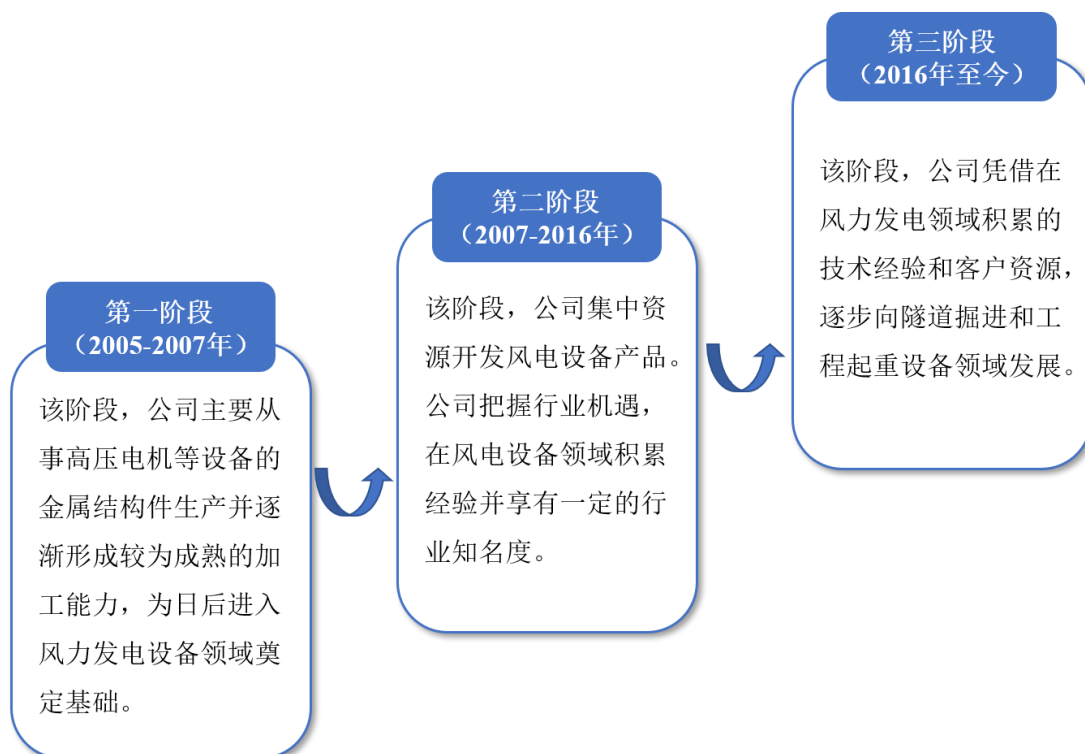 第一阶段
（2005-2007年）
该阶段，公司主要从
事高压电机等设备的
金属结构件生产并逐
渐形成较为成熟的加
工能力，为日后进入
风力发电设备领域奠
定基础。
第二阶段
（2007-2016年）
该阶段，公司集中资
源开发风电设备产品。
公司把握行业机遇，
在风电设备领域积累
经验并享有一定的行
业知名度。
第三阶段
（2016年至今）
该阶段，公司凭借在
风力发电领域积累的
技术经验和客户资源，
逐步向隧道掘进和工
程起重设备领域发展。